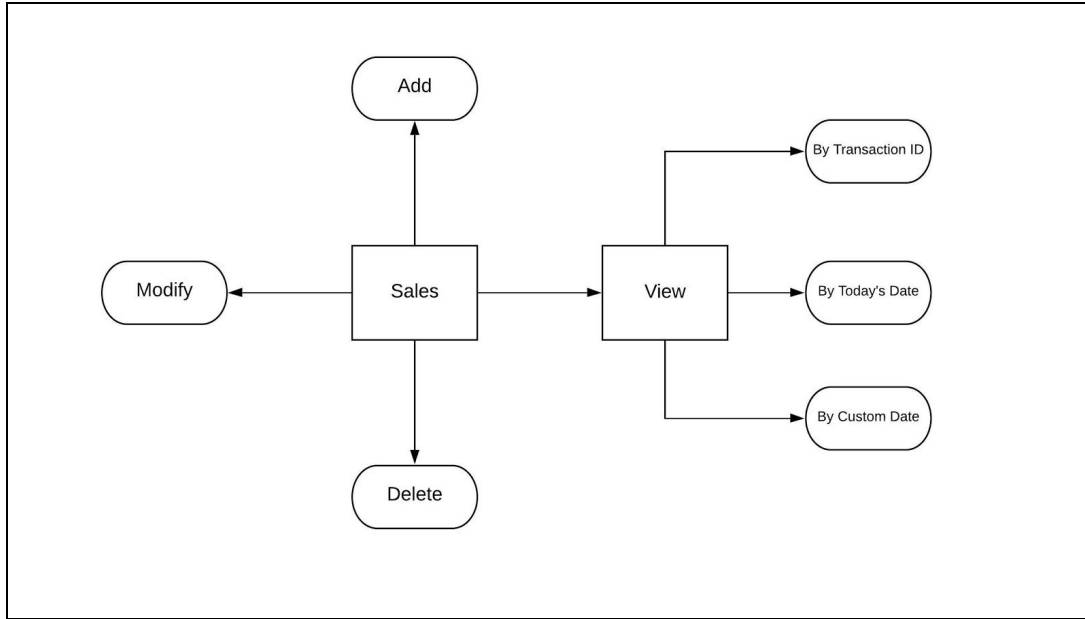 Add
By Transaction ID
Modify
Sales
View
By Today's Date
By Custom Date
Delete